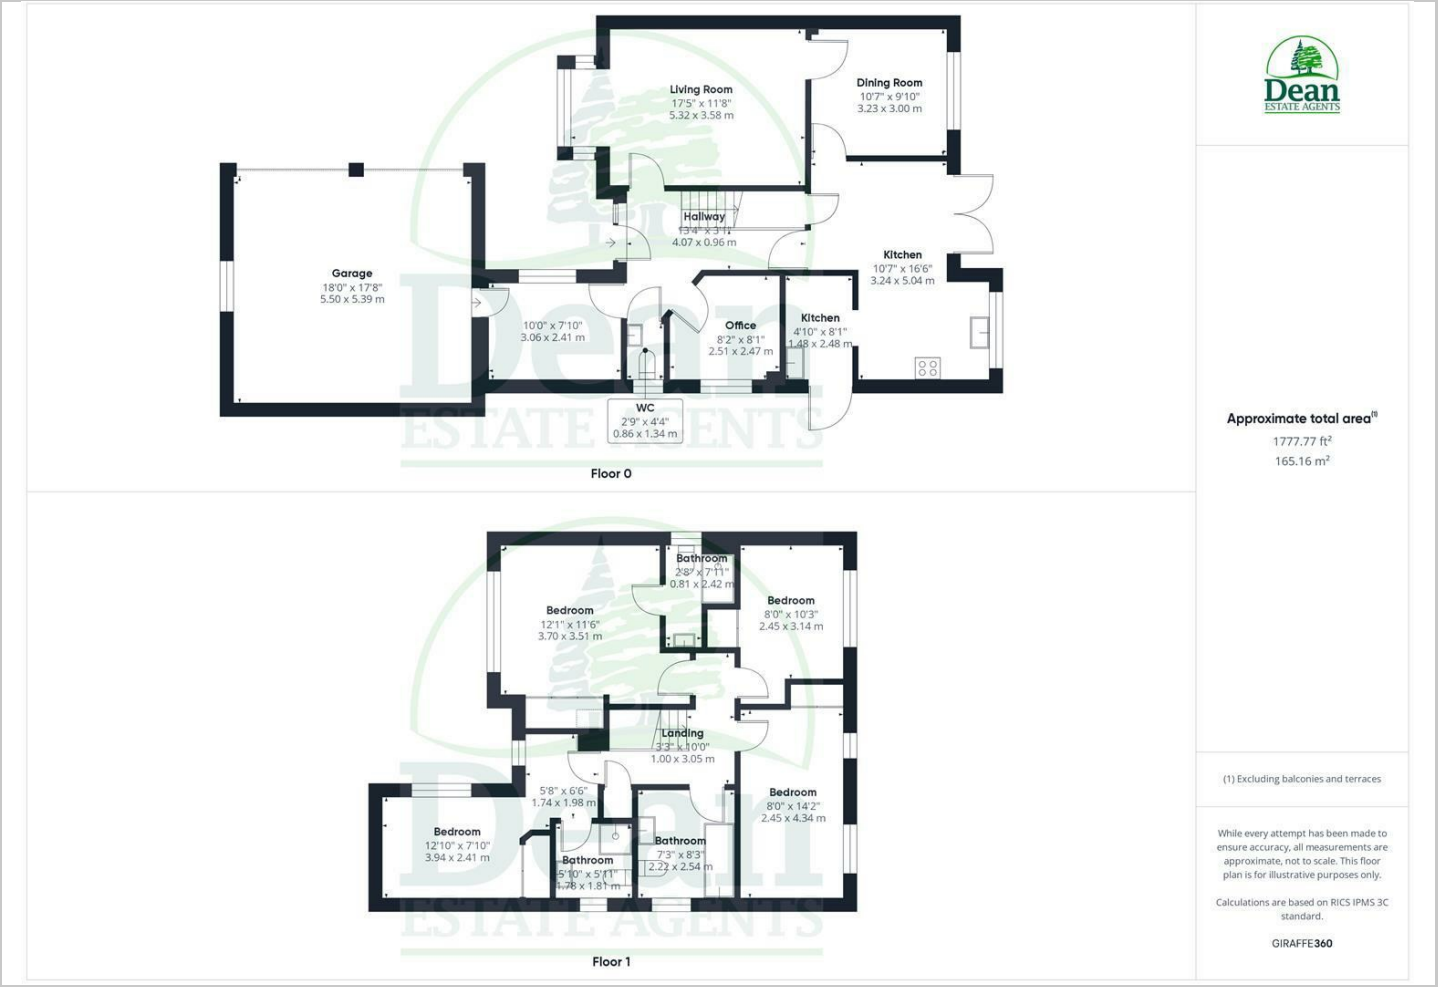 Living Room
17'5" x 11'8"
5.32 x 3.58 m
Dining Room
10'7" x 9'10"
3.23 x 3.00 m
Hallway
13'4" x 3'1"
4.07 x 0.96 m
Garage
18'0" x 17'8"
5.50 x 5.39 m
Kitchen
10'7" x 16'6"
3.24 x 5.04 m
10'0" x 7'10"
3.06 x 2.41 m
Office
8'2" x 8'1"
2.51 x 2.47 m
Kitchen
4'10" x 8'1"
1.48 x 2.48 m
WC
2'9" x 4'4"
0.86 x 1.34 m
Dean
ESTATE AGENTS
Floor 0
Bathroom
2'8" x 7'11"
0.81 x 2.42 m
Bedroom
12'1" x 11'6"
3.70 x 3.51 m
Bedroom
8'0" x 10'3"
2.45 x 3.14 m
Landing
3'3" x 10'0"
1.00 x 3.05 m
5'8" x 6'6"
1.74 x 1.98 m
Bedroom
8'0" x 14'2"
2.45 x 4.34 m
Bedroom
12'10" x 7'10"
3.94 x 2.41 m
Bathroom
5'10" x 5'11"
1.78 x 1.81 m
Bathroom
7'3" x 8'3"
2.22 x 2.54 m
Dean
ESTATE AGENTS
Floor 1
Dean
ESTATE AGENTS
Approximate total area(1)
1777.77 ft²
165.16 m²
(1) Excluding balconies and terraces
While every attempt has been made to
ensure accuracy, all measurements are
approximate, not to scale. This floor
plan is for illustrative purposes only.
Calculations are based on RICS IPMS 3C
standard.
GIRAFFE360